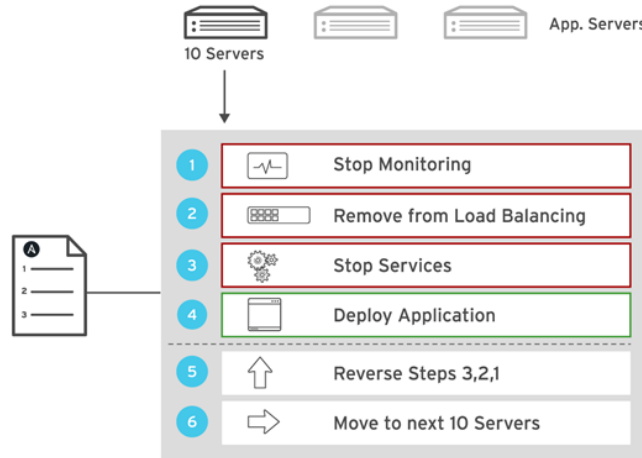 App. Servers
10 Servers
1 Stop Monitoring
2 Remove from Load Balancing
3 Stop Services
A
1
2
3
4 Deploy Application
5 Reverse Steps 3,2,1
6 Move to next 10 Servers